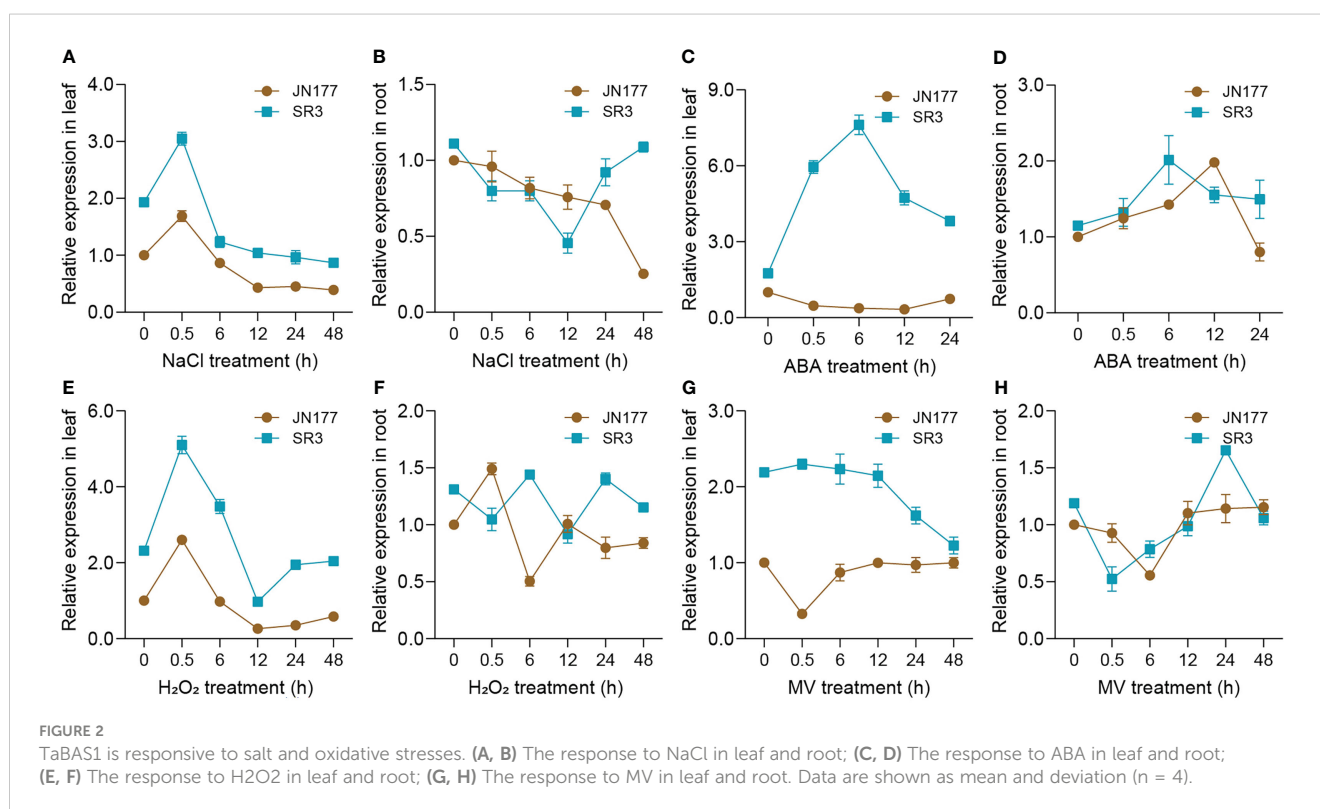 A
Relative expression in leaf
4.0
3.0
2.0
1.0
0.0
JN177
SR3
0 0.5 6 12 24 48
NaCl treatment (h)
B
Relative expression in root
1.5
1.0
0.5
0.0
JN177
SR3
0 0.5 6 12 24 48
NaCl treatment (h)
C
Relative expression in leaf
9.0
6.0
3.0
0.0
JN177
SR3
0 0.5 6 12 24
ABA treatment (h)
D
Relative expression in root
3.0
2.0
1.0
0.0
JN177
SR3
0 0.5 6 12 24
ABA treatment (h)
E
Relative expression in leaf
6.0
4.0
2.0
0.0
JN177
SR3
0 0.5 6 12 24 48
H₂O₂ treatment (h)
F
Relative expression in root
2.0
1.5
1.0
0.5
0.0
JN177
SR3
0 0.5 6 12 24 48
H₂O₂ treatment (h)
G
Relative expression in leaf
3.0
2.0
1.0
0.0
JN177
SR3
0 0.5 6 12 24 48
MV treatment (h)
H
Relative expression in root
2.0
1.5
1.0
0.5
0.0
JN177
SR3
0 0.5 6 12 24 48
MV treatment (h)
FIGURE 2
TaBAS1 is responsive to salt and oxidative stresses. (A, B) The response to NaCl in leaf and root; (C, D) The response to ABA in leaf and root;
(E, F) The response to H2O2 in leaf and root; (G, H) The response to MV in leaf and root. Data are shown as mean and deviation (n = 4).